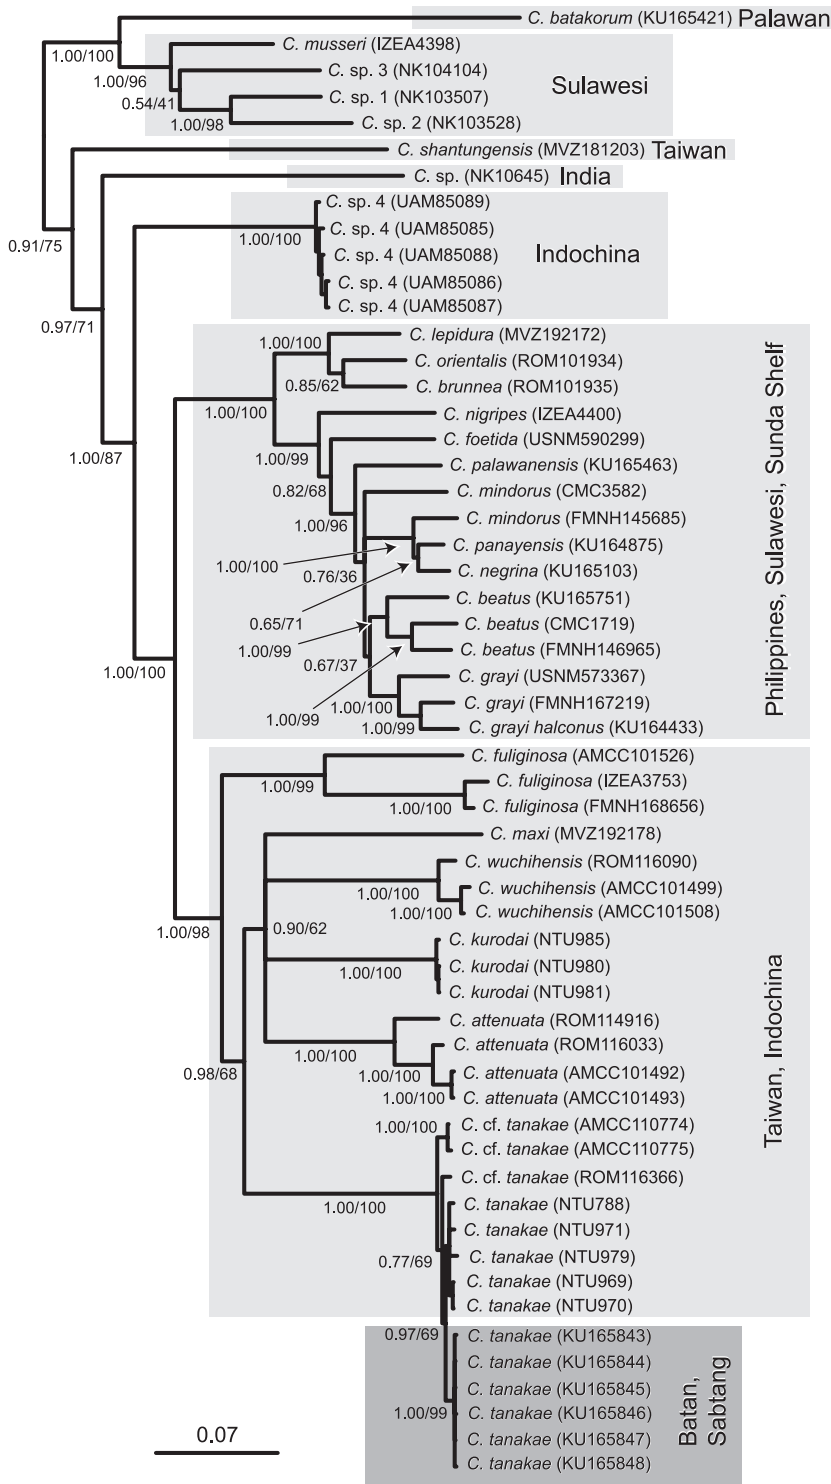 C. batakorum (KU165421) Palawan
1.00/100
C. musseri (IZEA4398)
1.00/96
C. sp. 3 (NK104104)
Sulawesi
0.54/41
C. sp. 1 (NK103507)
1.00/98
C. sp. 2 (NK103528)
C. shantungensis (MVZ181203) Taiwan
C. sp. (NK10645) India
C. sp. 4 (UAM85089)
1.00/100
C. sp. 4 (UAM85085)
0.91/75
C. sp. 4 (UAM85088)
Indochina
C. sp. 4 (UAM85086)
C. sp. 4 (UAM85087)
0.97/71
C. lepidura (MVZ192172)
1.00/100
C. orientalis (ROM101934)
0.85/62
C. brunnea (ROM101935)
1.00/100
C. nigripes (IZEA4400)
C. foetida (USNM590299)
1.00/87
1.00/99
C. palawanensis (KU165463)
0.82/68
C. mindorus (CMC3582)
C. mindorus (FMNH145685)
1.00/96
C. panayensis (KU164875)
1.00/100
C. negrina (KU165103)
0.76/36
C. beatus (KU165751)
0.65/71
C. beatus (CMC1719)
C. beatus (FMNH146965)
1.00/99
0.67/37
C. grayi (USNM573367)
1.00/100
1.00/100
C. grayi (FMNH167219)
1.00/99
1.00/99
C. grayi halconus (KU164433)
Philippines, Sulawesi, Sunda Shelf
C. fuliginosa (AMCC101526)
1.00/99
C. fuliginosa (IZEA3753)
1.00/100
C. fuliginosa (FMNH168656)
C. maxi (MVZ192178)
C. wuchihensis (ROM116090)
1.00/100
C. wuchihensis (AMCC101499)
1.00/100
C. wuchihensis (AMCC101508)
1.00/98
0.90/62
C. kurodai (NTU985)
C. kurodai (NTU980)
1.00/100
C. kurodai (NTU981)
C. attenuata (ROM114916)
C. attenuata (ROM116033)
1.00/100
C. attenuata (AMCC101492)
1.00/100
0.98/68
C. attenuata (AMCC101493)
1.00/100
C. cf. tanakae (AMCC110774)
1.00/100
C. cf. tanakae (AMCC110775)
C. cf. tanakae (ROM116366)
1.00/100
C. tanakae (NTU788)
C. tanakae (NTU971)
0.77/69
C. tanakae (NTU979)
C. tanakae (NTU969)
C. tanakae (NTU970)
Taiwan, Indochina
0.97/69
C. tanakae (KU165843)
C. tanakae (KU165844)
C. tanakae (KU165845)
1.00/99
C. tanakae (KU165846)
C. tanakae (KU165847)
C. tanakae (KU165848)
Batan,
Sabtang
0.07